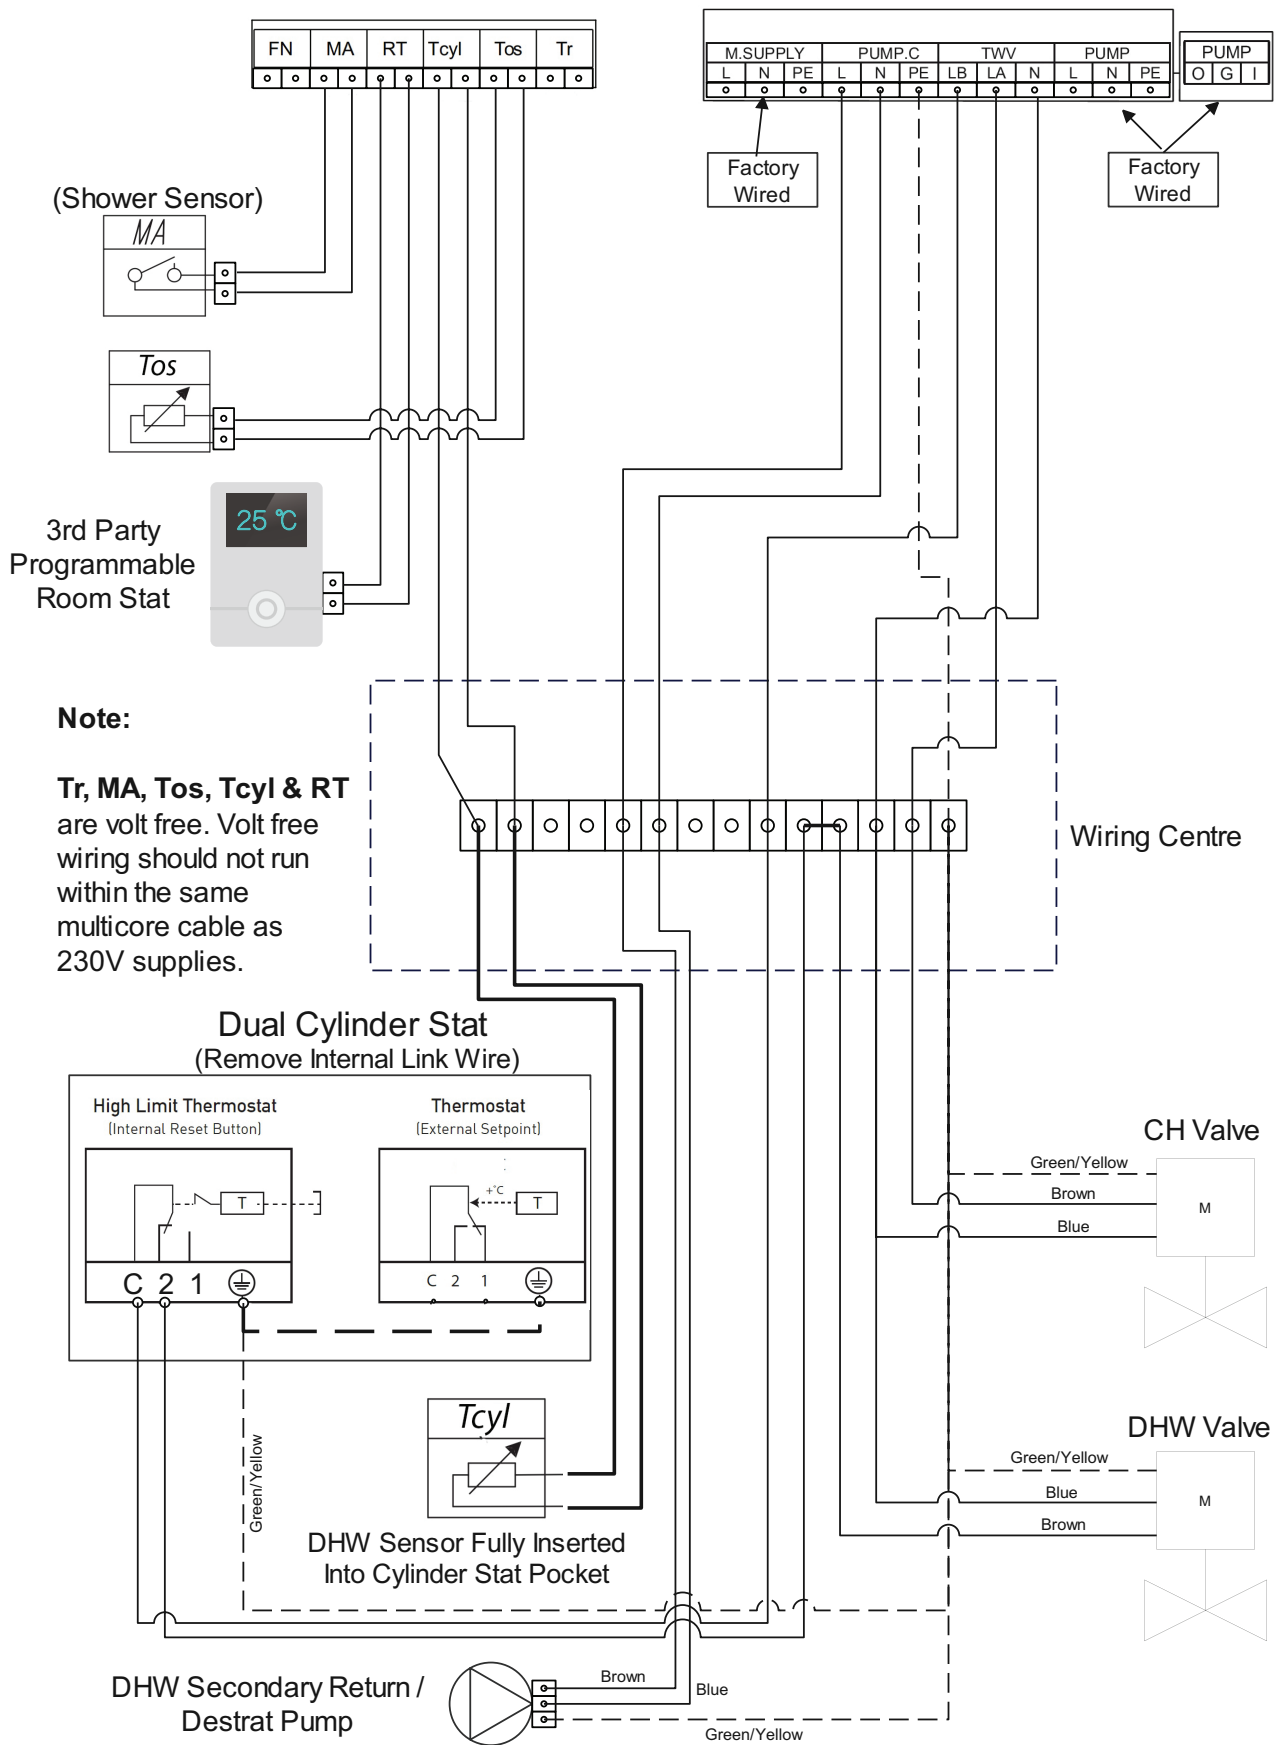 FN MA RT Tcyl Tos Tr
M.SUPPLY PUMP.C TWV PUMP
L N PE L N PE LB LA N L N PE
PUMP
O G I
Factory
Wired
Factory
Wired
(Shower Sensor)
MA
Tos
25 °C
3rd Party
Programmable
Room Stat
Note:
Tr, MA, Tos, Tcyl & RT
are volt free. Volt free
wiring should not run
within the same
multicore cable as
230V supplies.
Wiring Centre
Dual Cylinder Stat
(Remove Internal Link Wire)
High Limit Thermostat
(Internal Reset Button)
T
C 2 1
Thermostat
(External Setpoint)
+°C
T
C 2 1
CH Valve
Green/Yellow
Brown
Blue
M
DHW Valve
Green/Yellow
Blue
Brown
M
Green/Yellow
Tcyl
DHW Sensor Fully Inserted
Into Cylinder Stat Pocket
DHW Secondary Return /
Destrat Pump
Brown
Blue
Green/Yellow